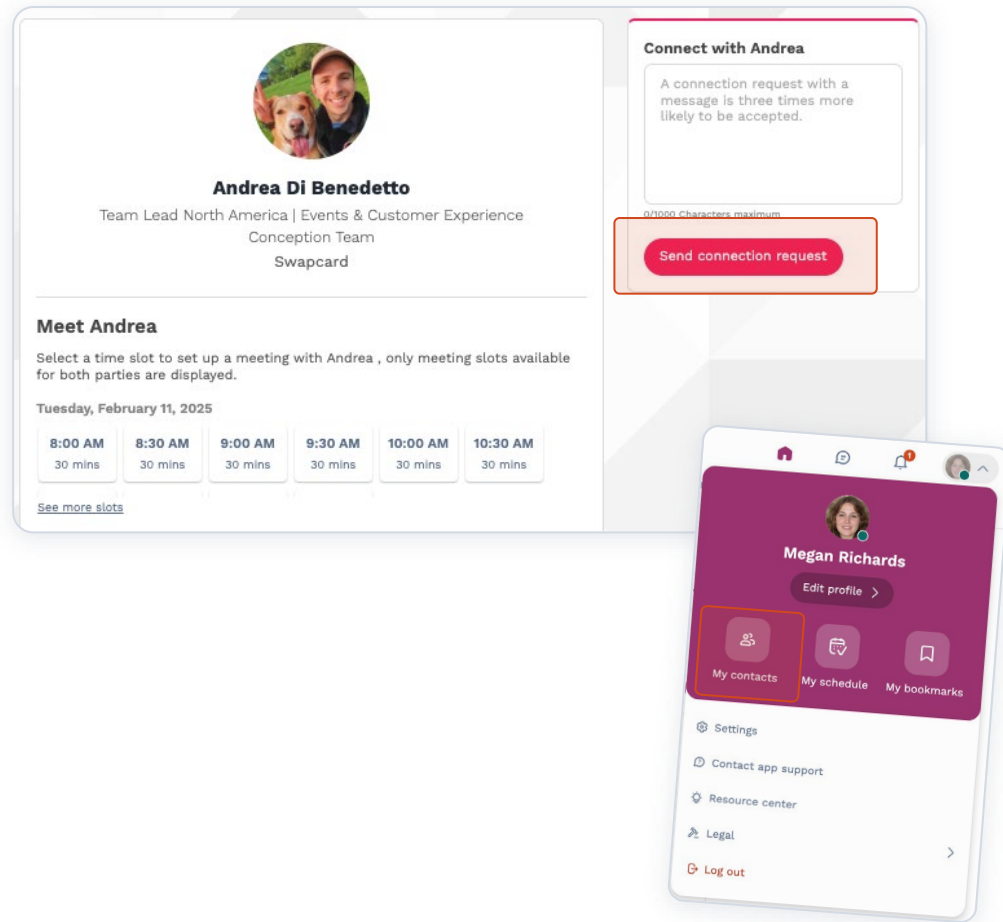 Andrea Di Benedetto
Team Lead North America | Events & Customer Experience
Conception Team
Swapcard
Meet Andrea
Select a time slot to set up a meeting with Andrea , only meeting slots available
for both parties are displayed.
Tuesday, February 11, 2025
8:00 AM 8:30 AM 9:00 AM 9:30 AM 10:00 AM 10:30 AM
30 mins 30 mins 30 mins 30 mins 30 mins 30 mins
See more slots
Connect with Andrea
A connection request with a
message is three times more
likely to be accepted.
0/1000 Characters maximum
Send connection request
1
Megan Richards
Edit profile
My contacts My schedule My bookmarks
Settings
Contact app support
Resource center
Legal
Log out